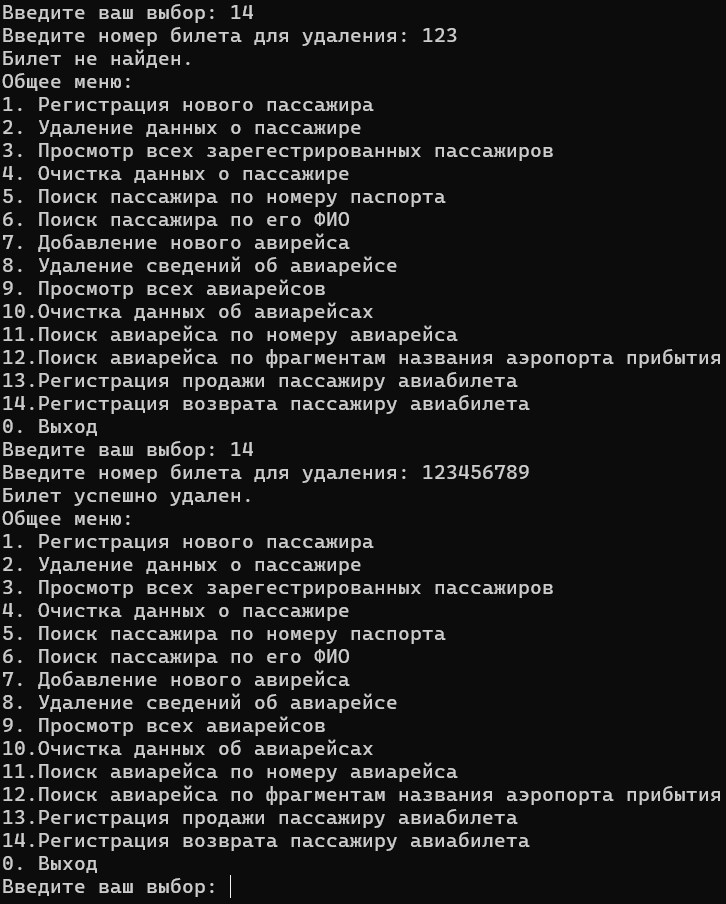 Введите ваш выбор: 14
Введите номер билета для удаления: 123
Билет не найден.
Общее меню:
1. Регистрация нового пассажира
2. Удаление данных о пассажире
3. Просмотр всех зарегестрированных пассажиров
4. Очистка данных о пассажире
5. Поиск пассажира по номеру паспорта
6. Поиск пассажира по его ФИО
7. Добавление нового авирейса
8. Удаление сведений об авиарейсе
9. Просмотр всех авиарейсов
10.Очистка данных об авиарейсах
11.Поиск авиарейса по номеру авиарейса
12.Поиск авиарейса по фрагментам названия аэропорта прибытия
13.Регистрация продажи пассажиру авиабилета
14.Регистрация возврата пассажиру авиабилета
0. Выход
Введите ваш выбор: 14
Введите номер билета для удаления: 123456789
Билет успешно удален.
Общее меню:
1. Регистрация нового пассажира
2. Удаление данных о пассажире
3. Просмотр всех зарегестрированных пассажиров
4. Очистка данных о пассажире
5. Поиск пассажира по номеру паспорта
6. Поиск пассажира по его ФИО
7. Добавление нового авирейса
8. Удаление сведений об авиарейсе
9. Просмотр всех авиарейсов
10.Очистка данных об авиарейсах
11.Поиск авиарейса по номеру авиарейса
12.Поиск авиарейса по фрагментам названия аэропорта прибытия
13.Регистрация продажи пассажиру авиабилета
14.Регистрация возврата пассажиру авиабилета
0. Выход
Введите ваш выбор: